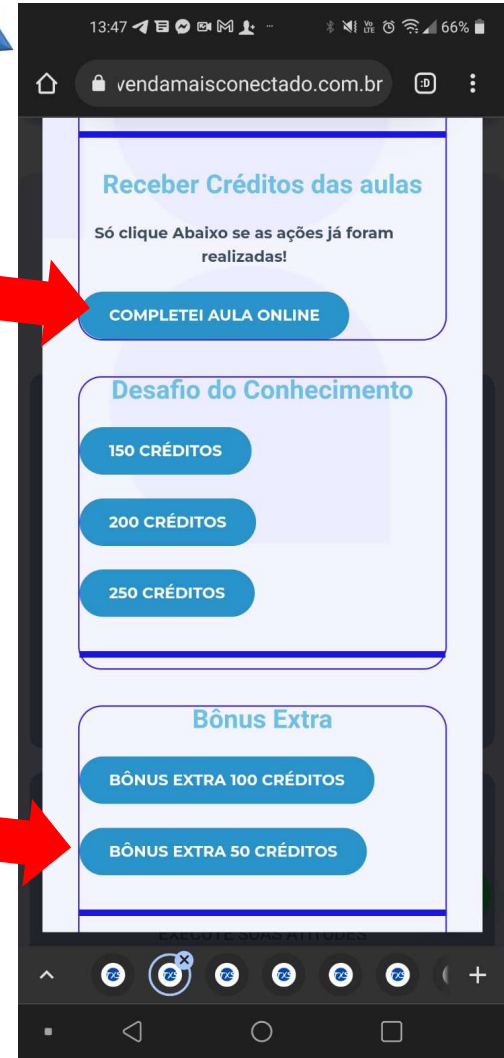 13:47
66%
vendamaisconectado.com.br
Receber Créditos das aulas
Só clique Abaixo se as ações já foram
realizadas!
COMPLETEI AULA ONLINE
Desafio do Conhecimento
150 CRÉDITOS
200 CRÉDITOS
250 CRÉDITOS
Bônus Extra
BÔNUS EXTRA 100 CRÉDITOS
BÔNUS EXTRA 50 CRÉDITOS
EXECUTE SUAS ATITUDES